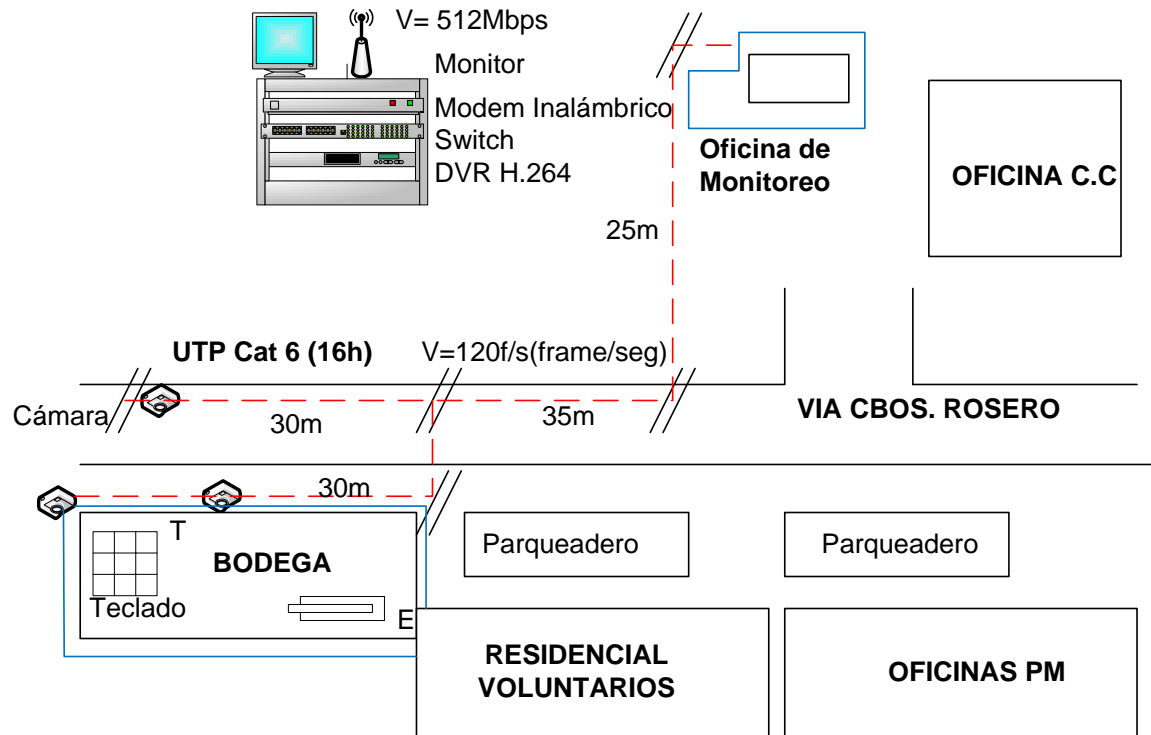 V= 512Mbps
Monitor
Modem Inalámbrico
Switch
DVR H.264
Oficina de
Monitoreo
OFICINA C.C
25m
UTP Cat 6 (16h)
V=120f/s(frame/seg)
Cámara
30m
35m
VIA CBOS. ROSERO
30m
T
BODEGA
Teclado
E
Parqueadero
Parqueadero
RESIDENCIAL
VOLUNTARIOS
OFICINAS PM